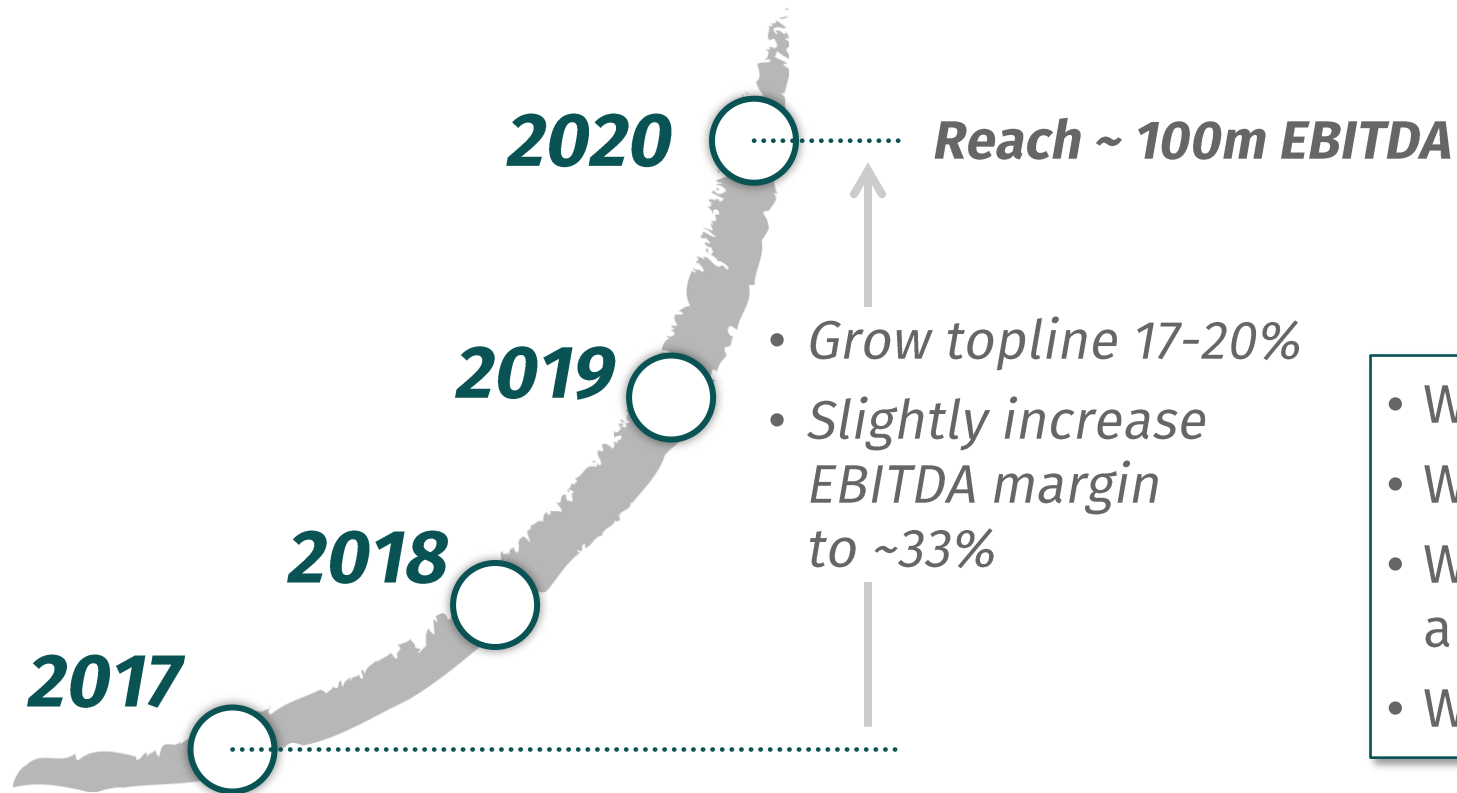 2020
Reach ~ 100m EBITDA
2019
• Grow topline 17-20%
• Slightly increase
EBITDA margin
to ~33%
2018
2017
•
•
•
a
•